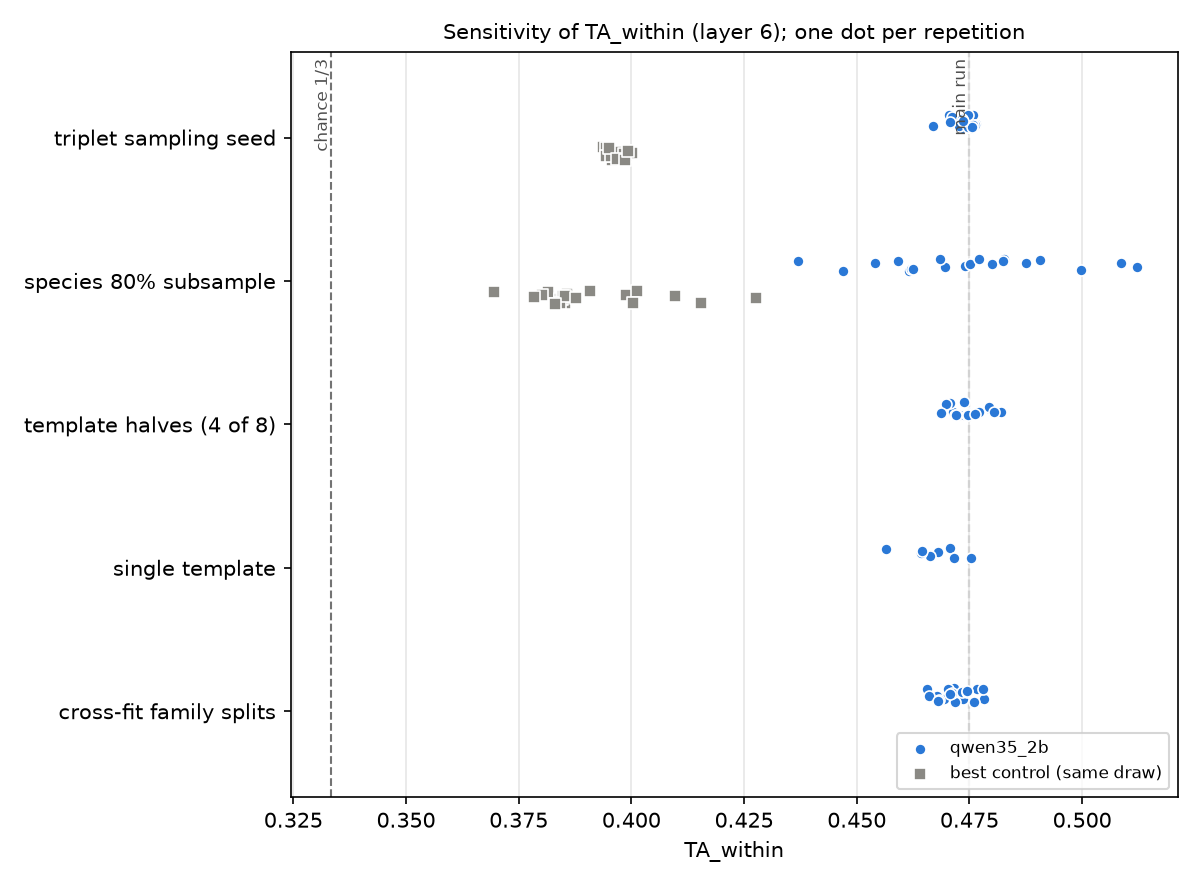 Sensitivity of TA_within (layer 6); one dot per repetition
chance 1/3
main run
triplet sampling seed
species 80% subsample
template halves (4 of 8)
single template
cross-fit family splits
qwen35_2b
best control (same draw)
0.325 0.350 0.375 0.400 0.425 0.450 0.475 0.500
TA_within